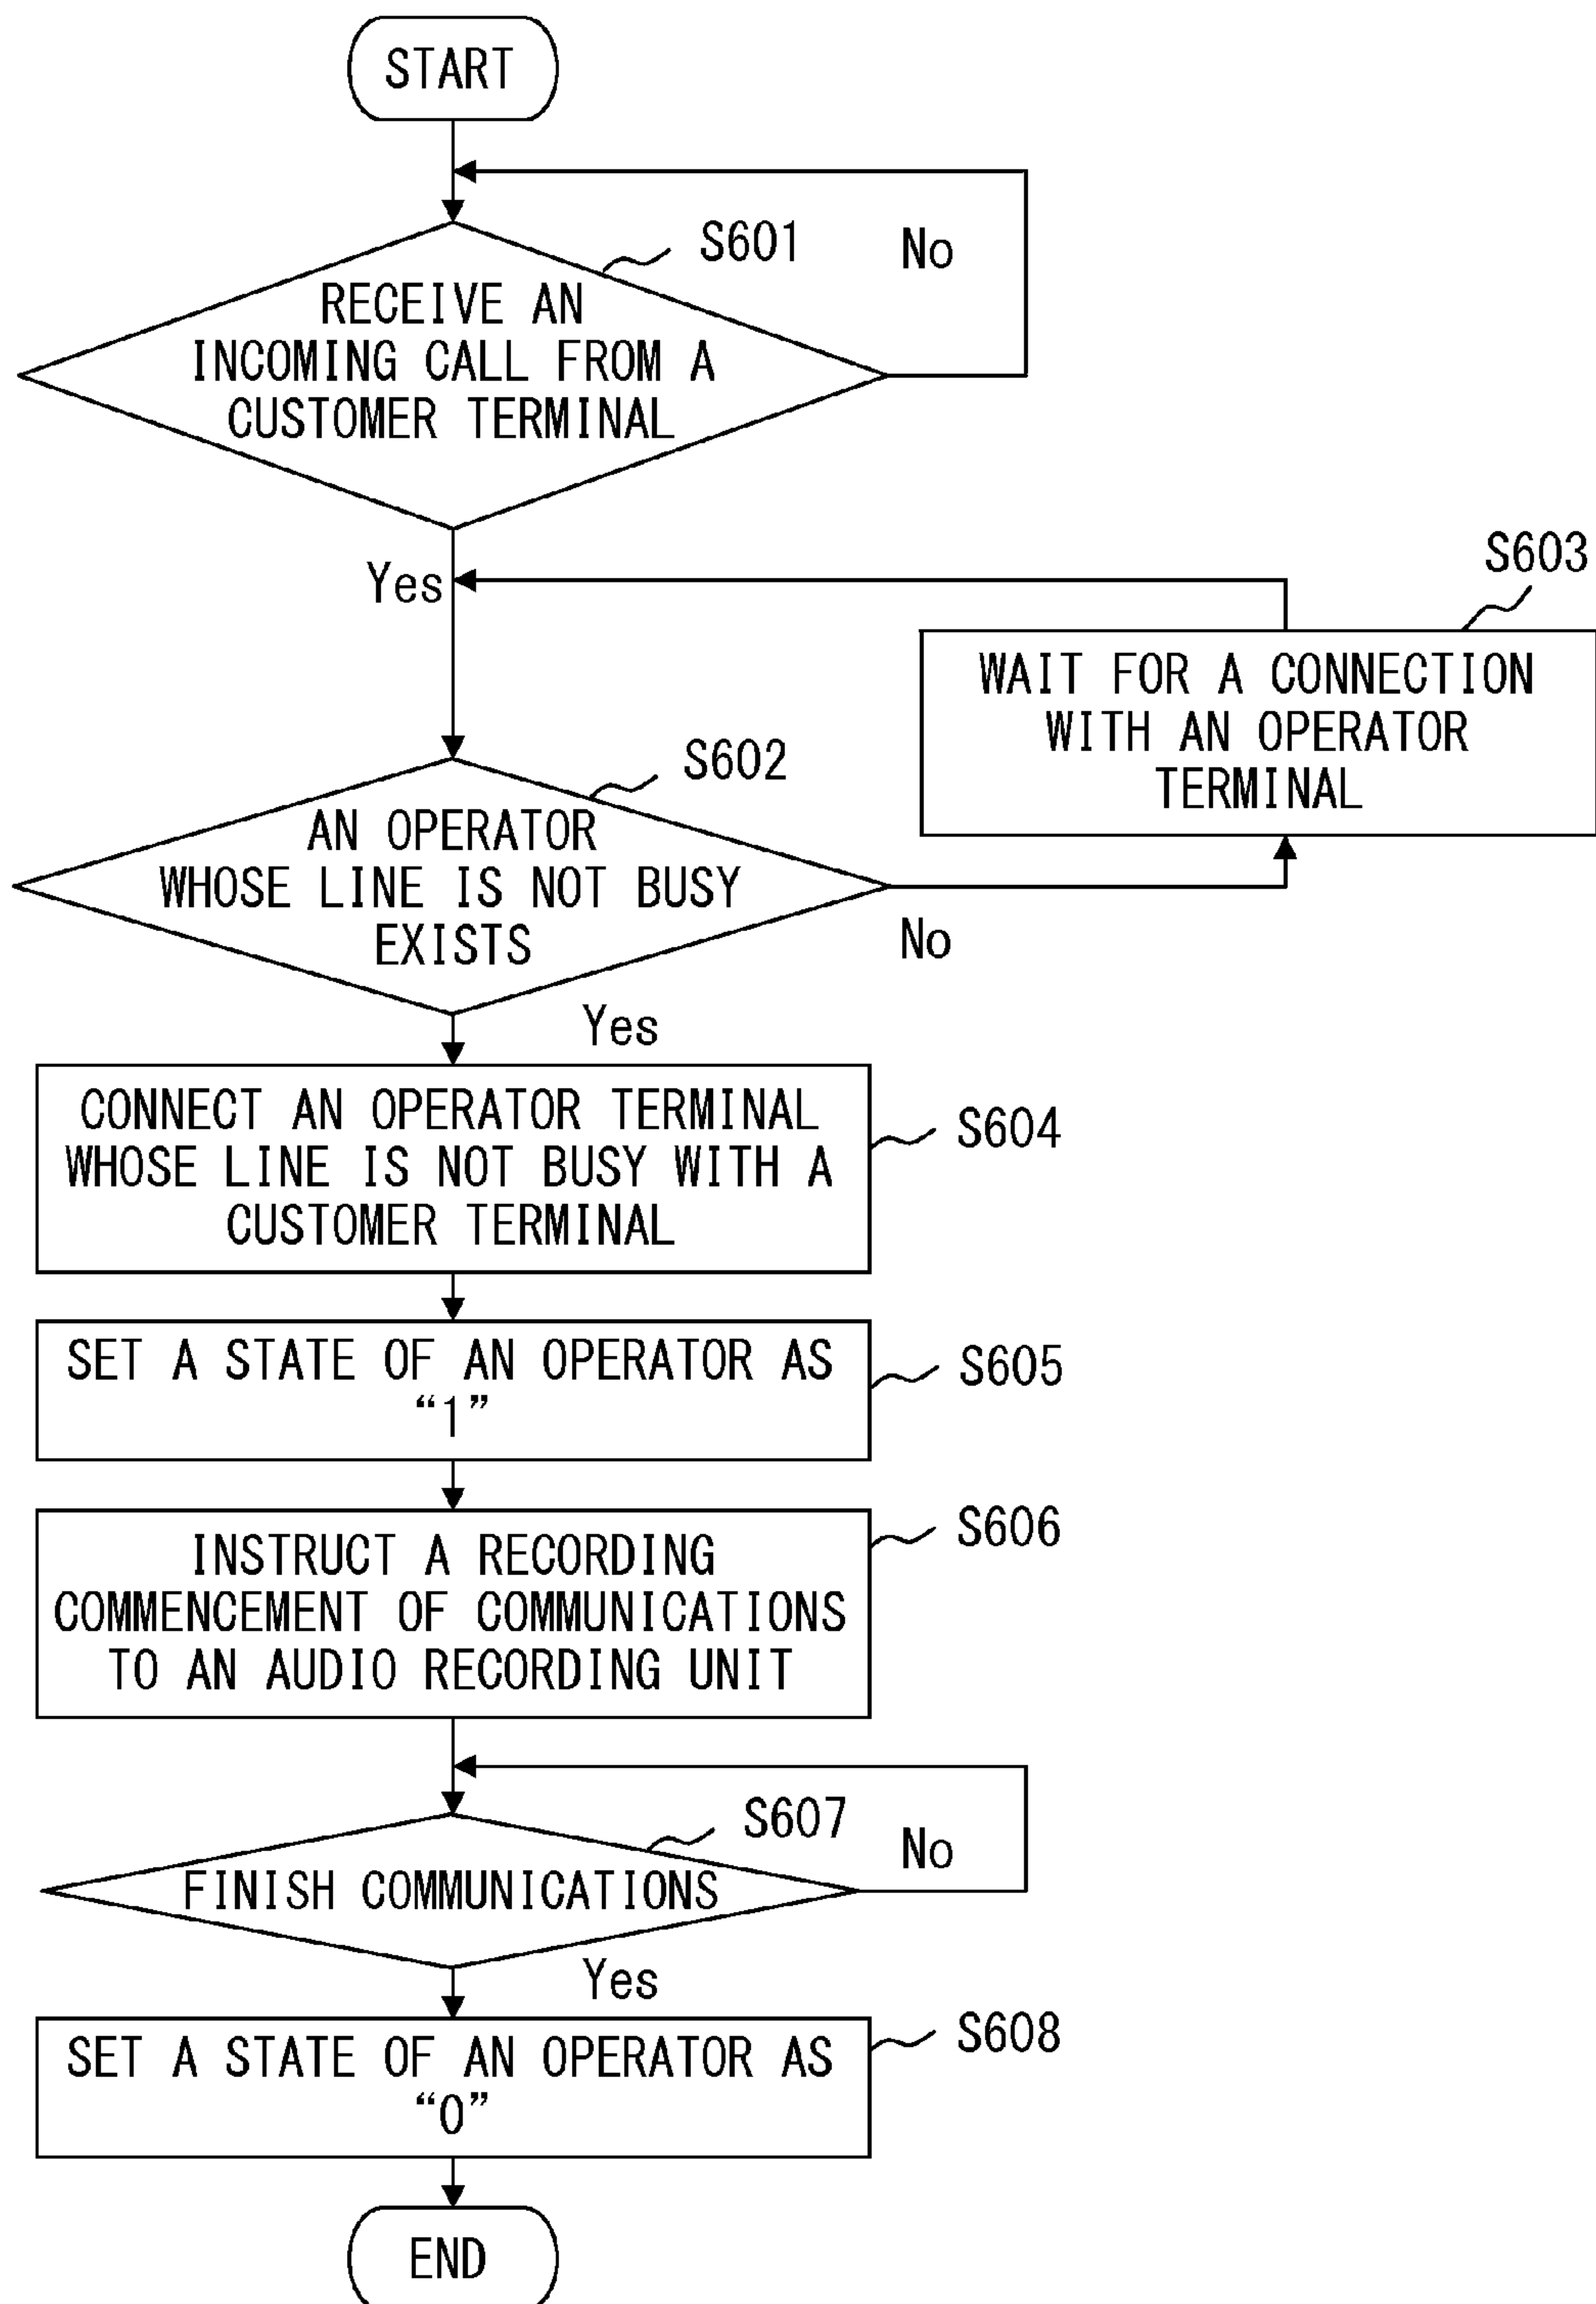 START
S601
No
RECEIVE AN
INCOMING CALL FROM A
CUSTOMER TERMINAL
Yes
S603
WAIT FOR A CONNECTION
WITH AN OPERATOR
TERMINAL
S602
AN OPERATOR
WHOSE LINE IS NOT BUSY
EXISTS
No
Yes
CONNECT AN OPERATOR TERMINAL
WHOSE LINE IS NOT BUSY WITH A
CUSTOMER TERMINAL
S604
SET A STATE OF AN OPERATOR AS
“1”
S605
INSTRUCT A RECORDING
COMMENCEMENT OF COMMUNICATIONS
TO AN AUDIO RECORDING UNIT
S606
S607
No
FINISH COMMUNICATIONS
Yes
SET A STATE OF AN OPERATOR AS
“0”
S608
END